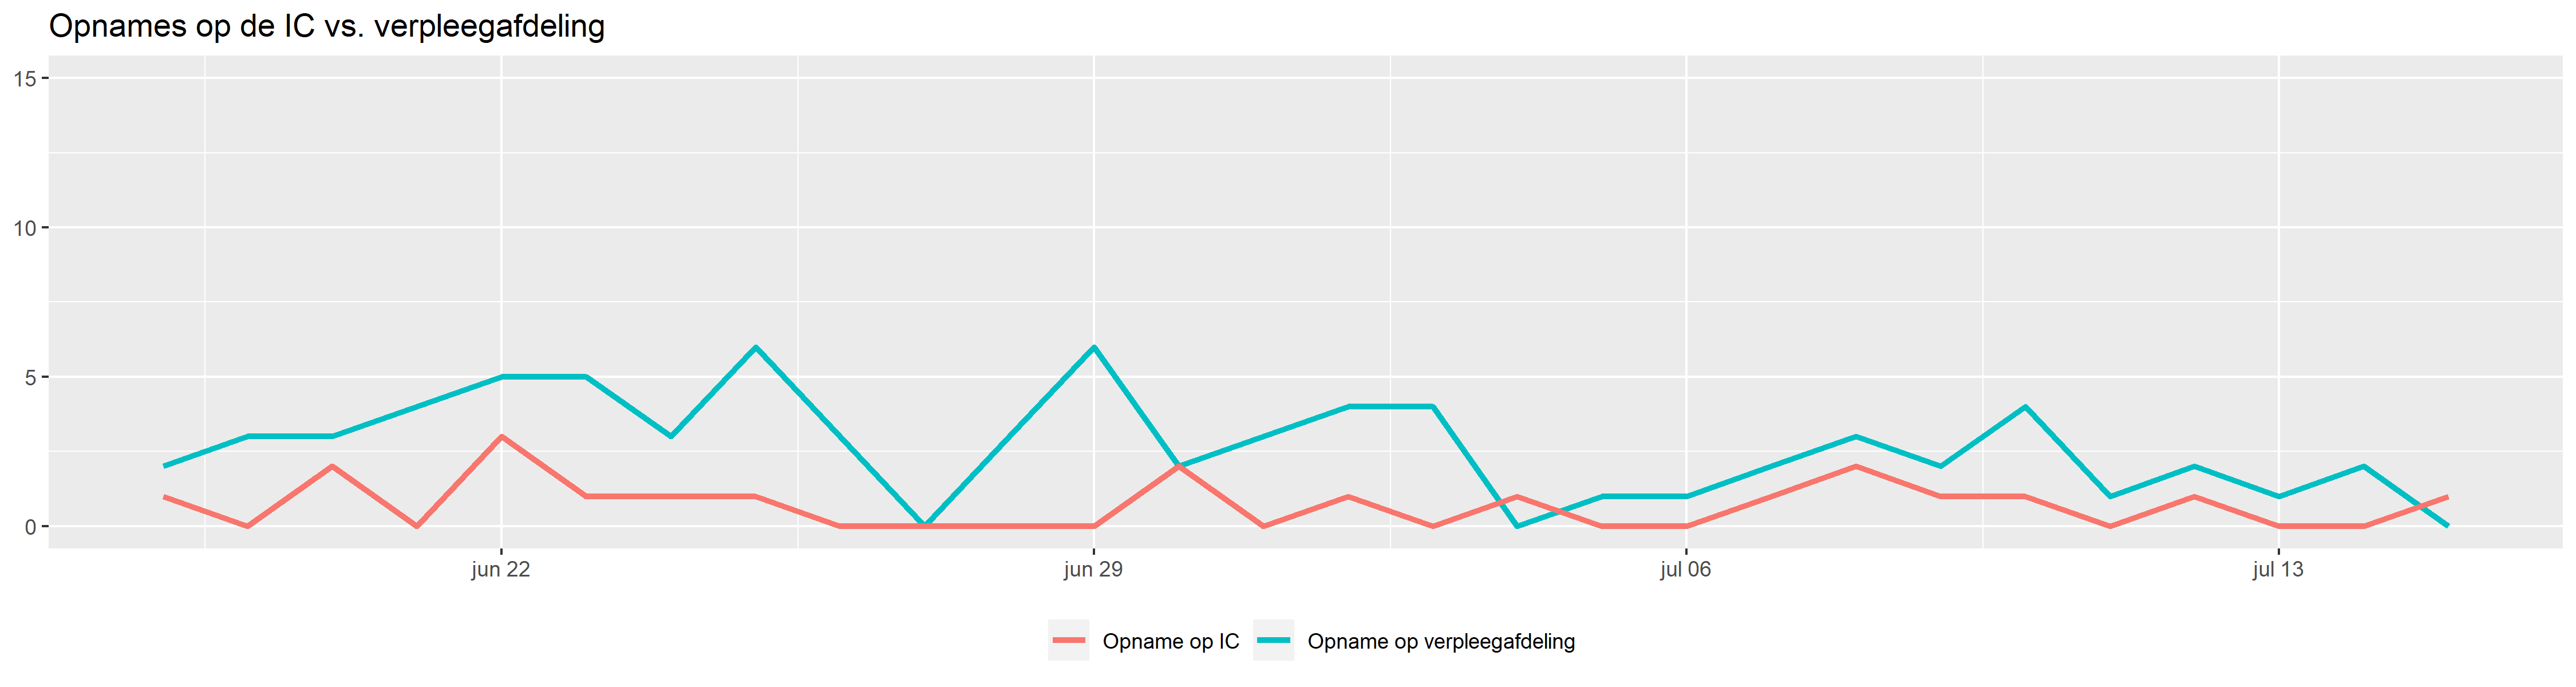 Opnames op de IC vs. verpleegafdeling
15
10
5
0
jun 22 jun 29 jul 06 jul 13
Opname op IC Opname op verpleegafdeling